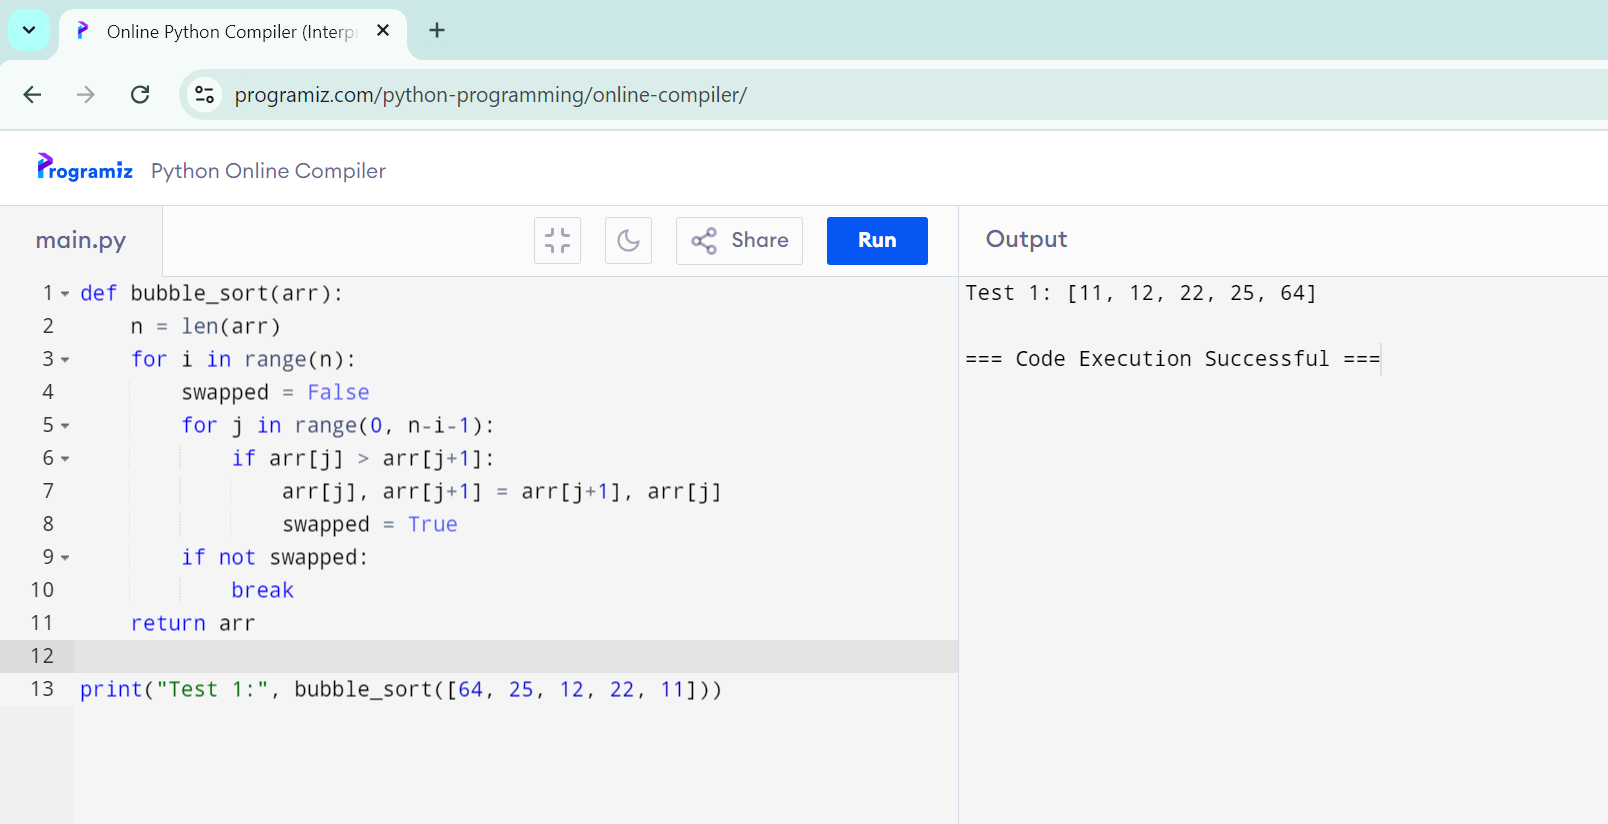 Online Python Compiler (Interp
programiz.com/python-programming/online-compiler/
Programiz Python Online Compiler
main.py
Share
Run
Output
1 def bubble_sort(arr):
2     n = len(arr)
3     for i in range(n):
4         swapped = False
5         for j in range(0, n-i-1):
6             if arr[j] > arr[j+1]:
7                 arr[j], arr[j+1] = arr[j+1], arr[j]
8                 swapped = True
9         if not swapped:
10             break
11     return arr
12
13 print("Test 1:", bubble_sort([64, 25, 12, 22, 11]))
Test 1: [11, 12, 22, 25, 64]
=== Code Execution Successful ===